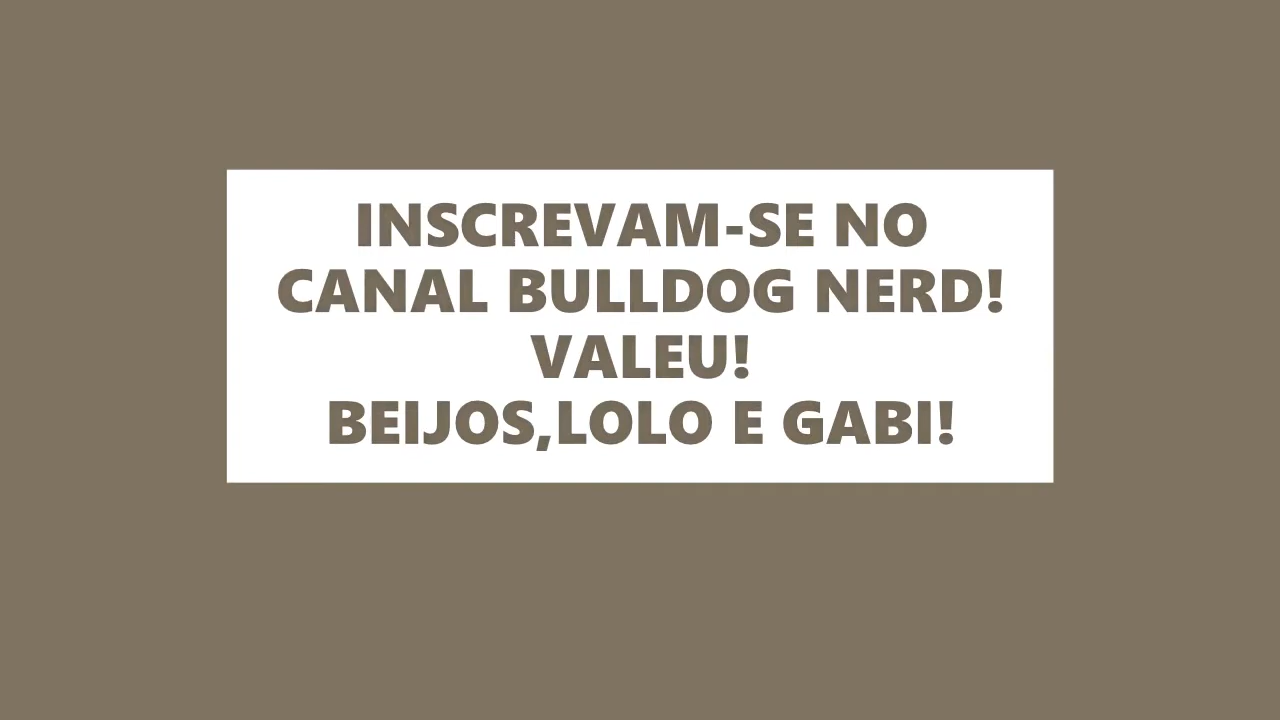 INSCREVAM-SE NO
CANAL BULLDOG NERD!
VALEU!
BEIJOS,LOLO E GABI!